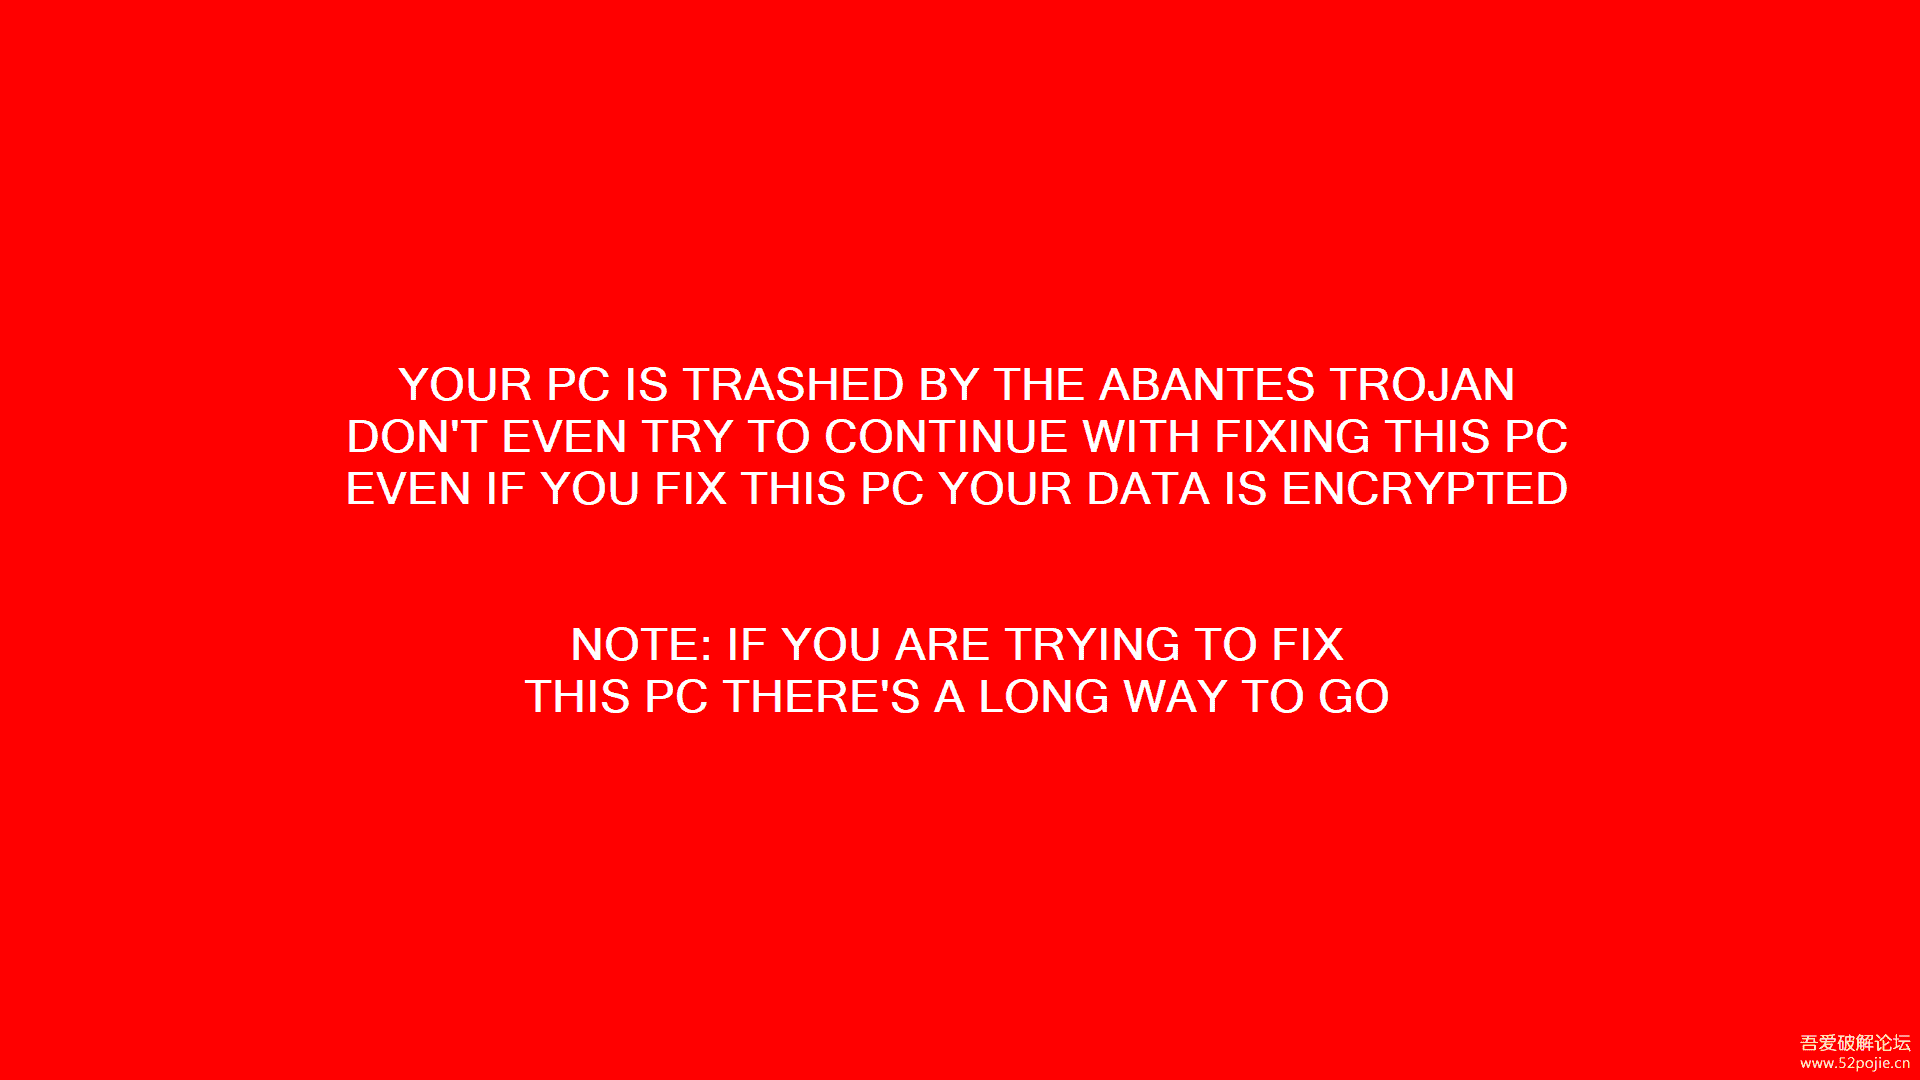 YOUR PC IS TRASHED BY THE ABANTES TROJAN
DON'T EVEN TRY TO CONTINUE WITH FIXING THIS PC
EVEN IF YOU FIX THIS PC YOUR DATA IS ENCRYPTED
NOTE: IF YOU ARE TRYING TO FIX
THIS PC THERE'S A LONG WAY TO GO
吾爱破解论坛
www.52pojie.cn